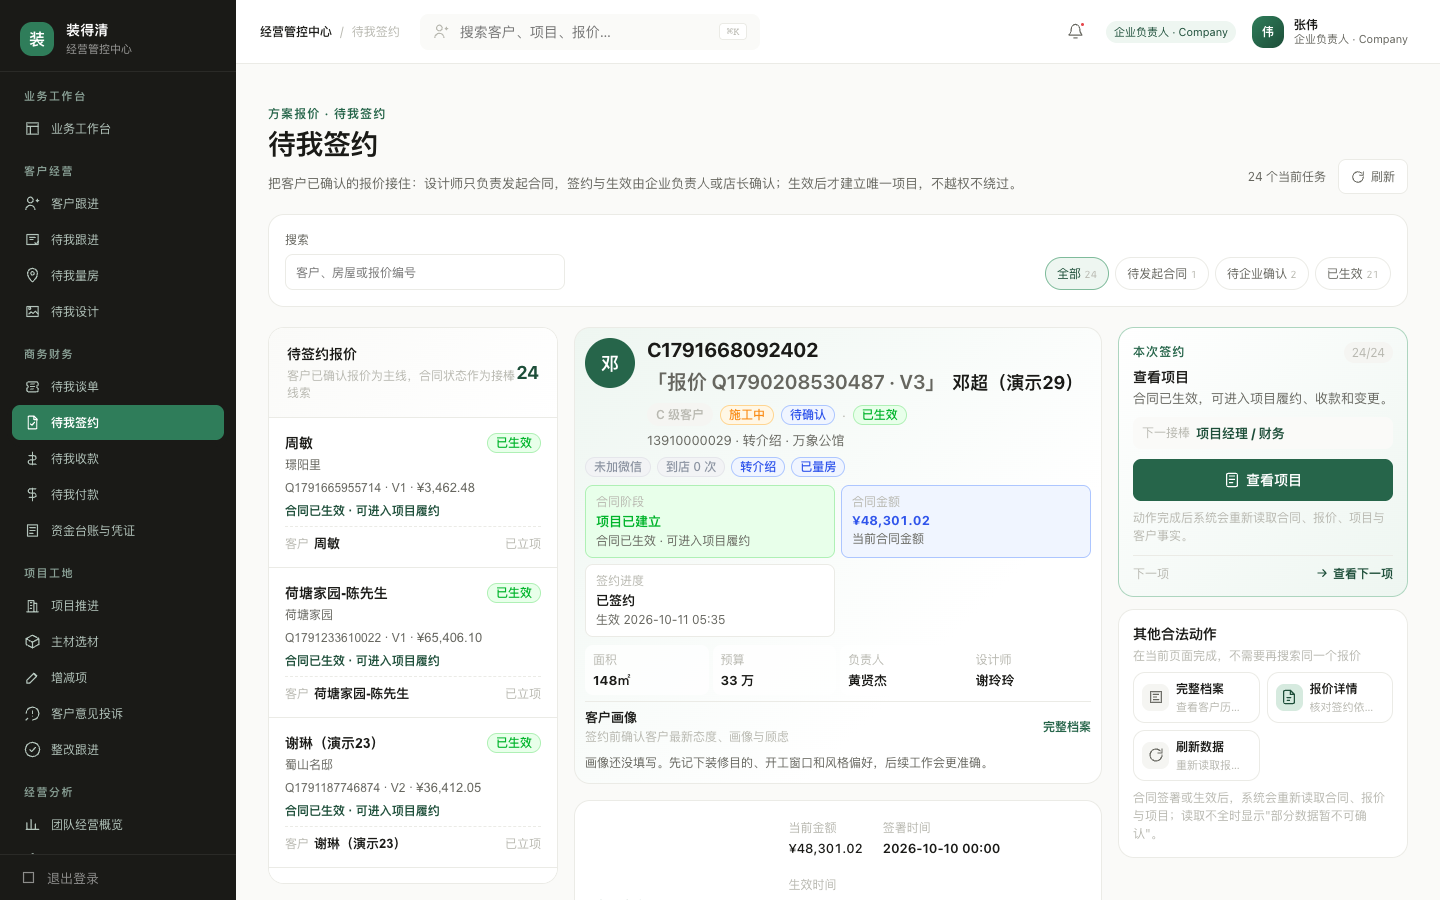 装
装得清
经营管控中心
业务工作台
业务工作台
客户经营
客户跟进
待我跟进
待我量房
待我设计
商务财务
待我谈单
待我签约
待我收款
待我付款
资金台账与凭证
项目工地
项目推进
主材选材
增减项
客户意见投诉
整改跟进
经营分析
团队经营概览
退出登录
经营管控中心 / 待我签约
搜索客户、项目、报价...
⌘K
企业负责人 · Company
伟
张伟
企业负责人 · Company
方案报价 · 待我签约
待我签约
把客户已确认的报价接住：设计师只负责发起合同，签约与生效由企业负责人或店长确认；生效后才建立唯一项目，不越权不绕过。
24 个当前任务
刷新
搜索
客户、房屋或报价编号
全部 24
待发起合同 1
待企业确认 2
已生效 21
待签约报价
客户已确认报价为主线，合同状态作为接棒线索
24
周敏
已生效
璟阳里
Q1791665955714 · V1 · ¥3,462.48
合同已生效 · 可进入项目履约
客户 周敏
已立项
荷塘家园-陈先生
已生效
荷塘家园
Q1791233610022 · V1 · ¥65,406.10
合同已生效 · 可进入项目履约
客户 荷塘家园-陈先生
已立项
谢琳（演示23）
已生效
蜀山名邸
Q1791187746874 · V2 · ¥36,412.05
合同已生效 · 可进入项目履约
客户 谢琳（演示23）
已立项
邓
C1791668092402
「报价 Q1790208530487 · V3」 邓超（演示29）
C 级客户
施工中
待确认
·
已生效
13910000029 · 转介绍 · 万象公馆
未加微信
到店 0 次
转介绍
已量房
合同阶段
项目已建立
合同已生效 · 可进入项目履约
合同金额
¥48,301.02
当前合同金额
签约进度
已签约
生效 2026-10-11 05:35
面积
148㎡
预算
33 万
负责人
黄贤杰
设计师
谢玲玲
客户画像
签约前确认客户最新态度、画像与顾虑
完整档案
画像还没填写。先记下装修目的、开工窗口和风格偏好，后续工作会更准确。
当前金额
¥48,301.02
签署时间
2026-10-10 00:00
生效时间
本次签约
24/24
查看项目
合同已生效，可进入项目履约、收款和变更。
下一接棒 项目经理 / 财务
查看项目
动作完成后系统会重新读取合同、报价、项目与客户事实。
下一项
→ 查看下一项
其他合法动作
在当前页面完成，不需要再搜索同一个报价
完整档案
查看客户历...
报价详情
核对签约依...
刷新数据
重新读取报...
合同签署或生效后，系统会重新读取合同、报价与项目；读取不全时显示"部分数据暂不可确认"。